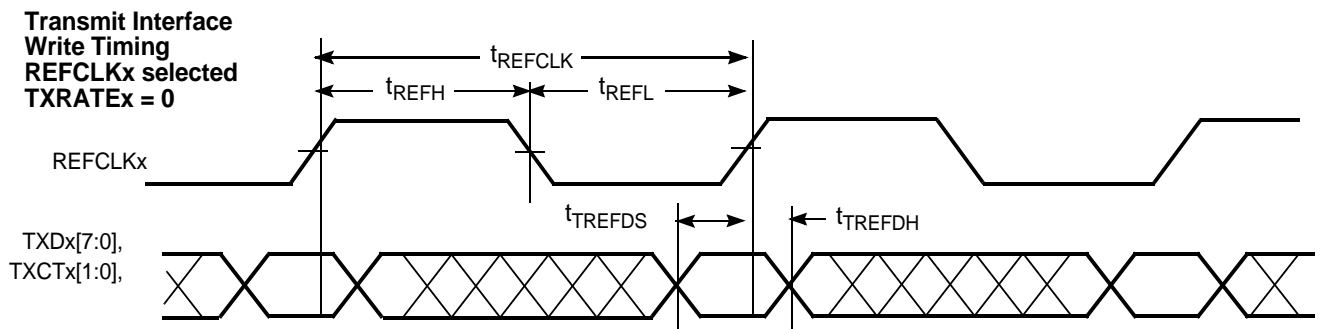 Transmit Interface
Write Timing
REFCLKx selected
TXRATEx = 0
tREFCLK
tREFH
tREFL
REFCLKx
tTREFDS
tTREFDH
TXDx[7:0],
TXCTx[1:0],